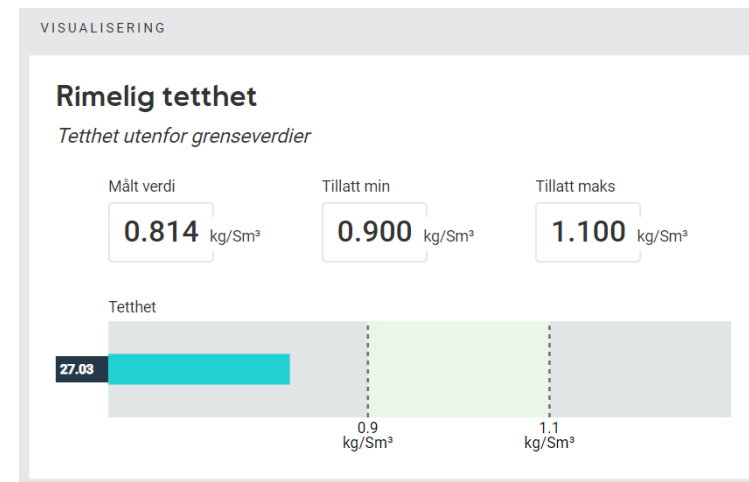 VISUALISERING
Rimelig tetthet
Tetthet utenfor grenseverdier
Målt verdi
0.814 kg/Sm³
Tillatt min
0.900 kg/Sm³
Tillatt maks
1.100 kg/Sm³
Tetthet
27.03
0.9
kg/Sm³
1.1
kg/Sm³